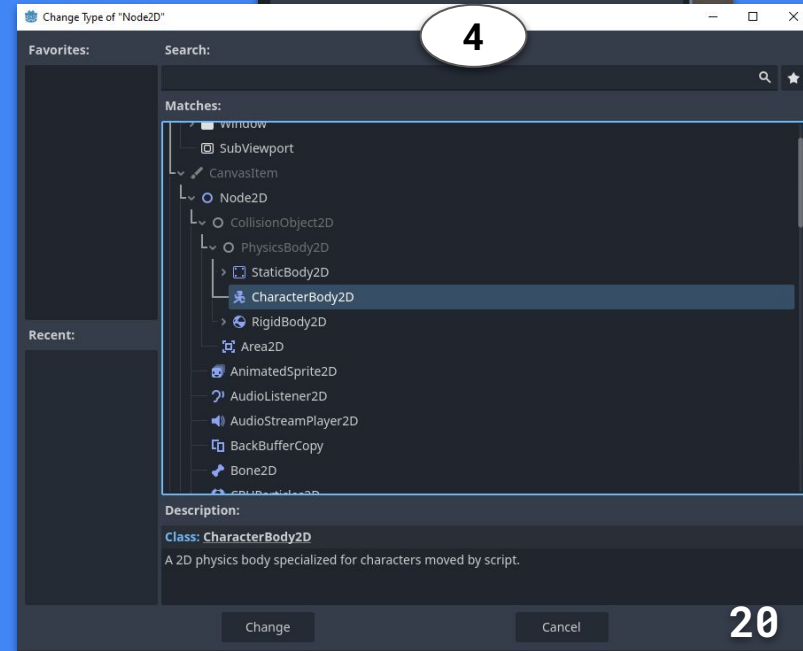 Change Type of "Node2D"
4
Favorites:
Search:
Matches:
Window
SubViewport
CanvasItem
Node2D
CollisionObject2D
PhysicsBody2D
StaticBody2D
CharacterBody2D
RigidBody2D
Area2D
AnimatedSprite2D
AudioListener2D
AudioStreamPlayer2D
BackBufferCopy
Bone2D
CPUParticles2D
Recent:
Description:
Class: CharacterBody2D
A 2D physics body specialized for characters moved by script.
Change
Cancel
20